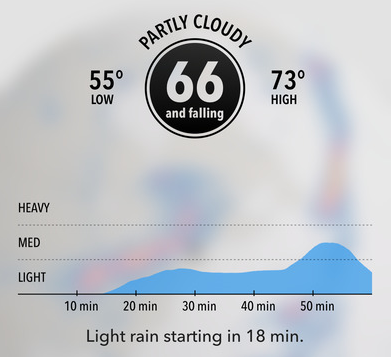 PARTLY CLOUDY
55°
LOW
66
and falling
73°
HIGH
HEAVY
MED
LIGHT
10 min 20 min 30 min 40 min 50 min
Light rain starting in 18 min.